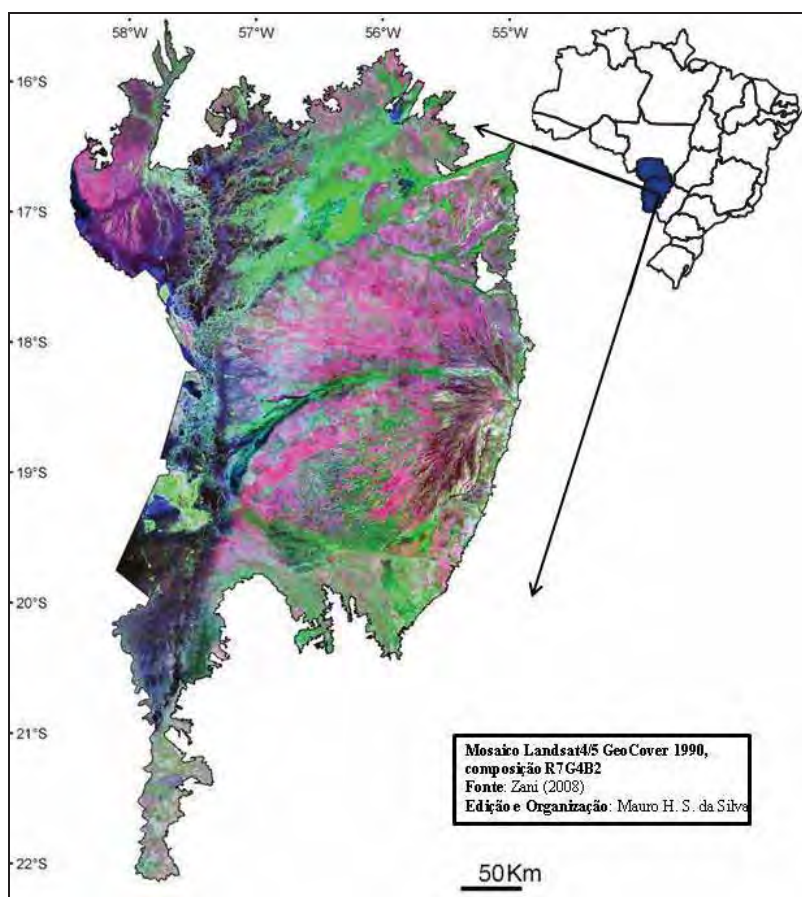 58°W 57°W 56°W 55°W
16°S
17°S
18°S
19°S
20°S
21°S
22°S
Mosaico Landsat4/5 GeoCover 1990,
composição R7G4B2
Fonte: Zani (2008)
Edição e Organização: Mauro H. S. da Silva
50Km